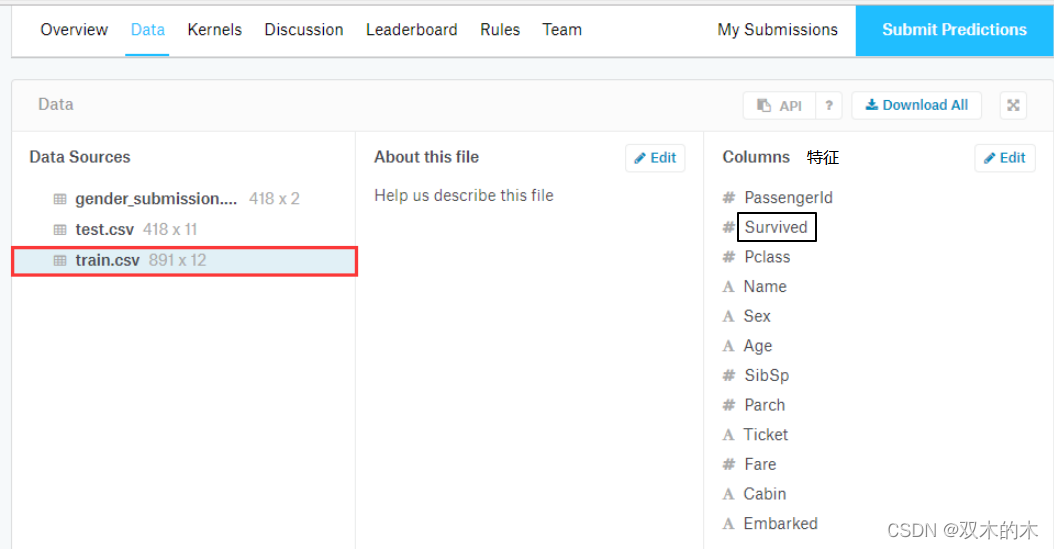 Overview Data Kernels Discussion Leaderboard Rules Team My Submissions Submit Predictions
Data API ? Download All
Data Sources
gender_submission.... 418 x 2
test.csv 418 x 11
train.csv 891 x 12
About this file Edit
Help us describe this file
Columns 特征 Edit
# PassengerId
# Survived
# Pclass
A Name
A Sex
A Age
# SibSp
# Parch
A Ticket
# Fare
A Cabin
A Embarked
CSDN @双木的木